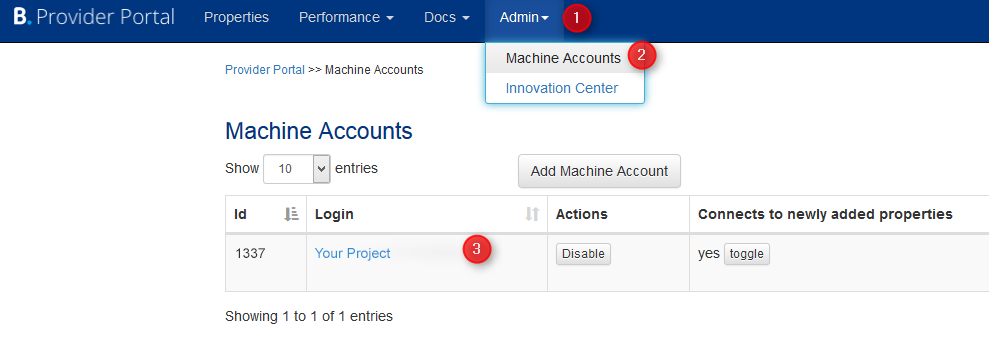 B. Provider Portal Properties Performance Docs Admin 1
Machine Accounts 2
Innovation Center
Provider Portal >> Machine Accounts
Machine Accounts
Show 10 entries Add Machine Account
Id Login Actions Connects to newly added properties
1337 Your Project 3 Disable yes toggle
Showing 1 to 1 of 1 entries